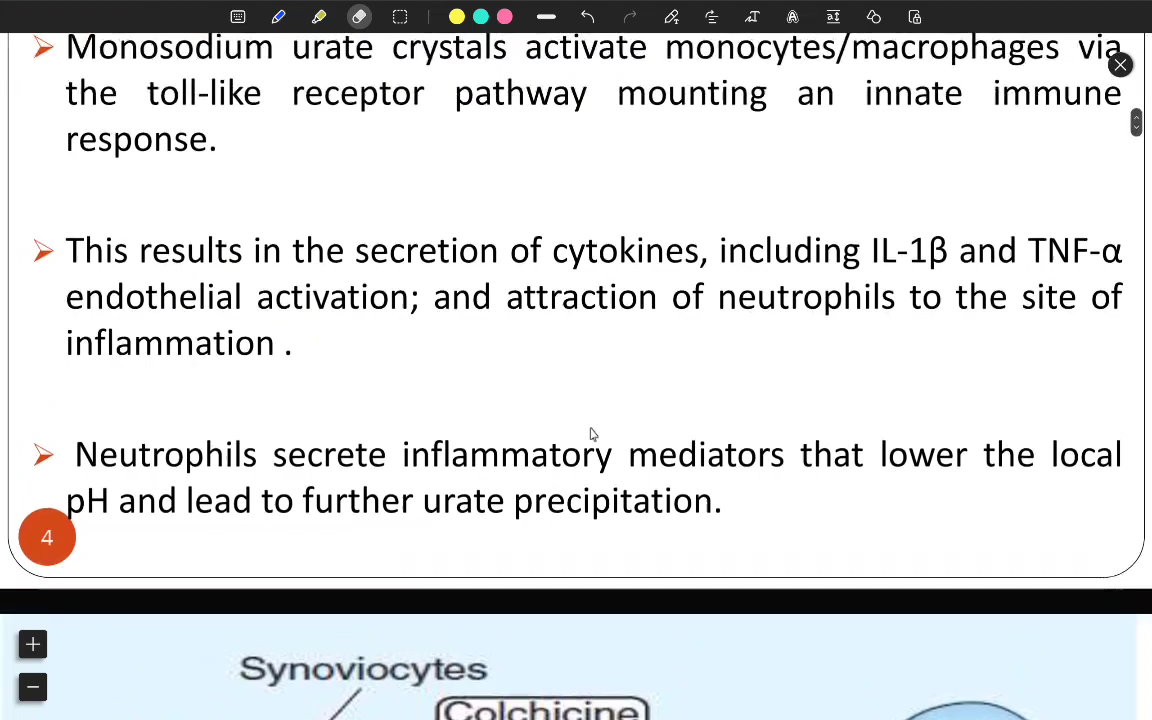 Monosodium urate crystals activate monocytes/macrophages via
the toll-like receptor pathway mounting an innate immune
response.
This results in the secretion of cytokines, including IL-1β and TNF-α
endothelial activation; and attraction of neutrophils to the site of
inflammation .
Neutrophils secrete inflammatory mediators that lower the local
pH and lead to further urate precipitation.
4
Synoviocytes
Colchicine